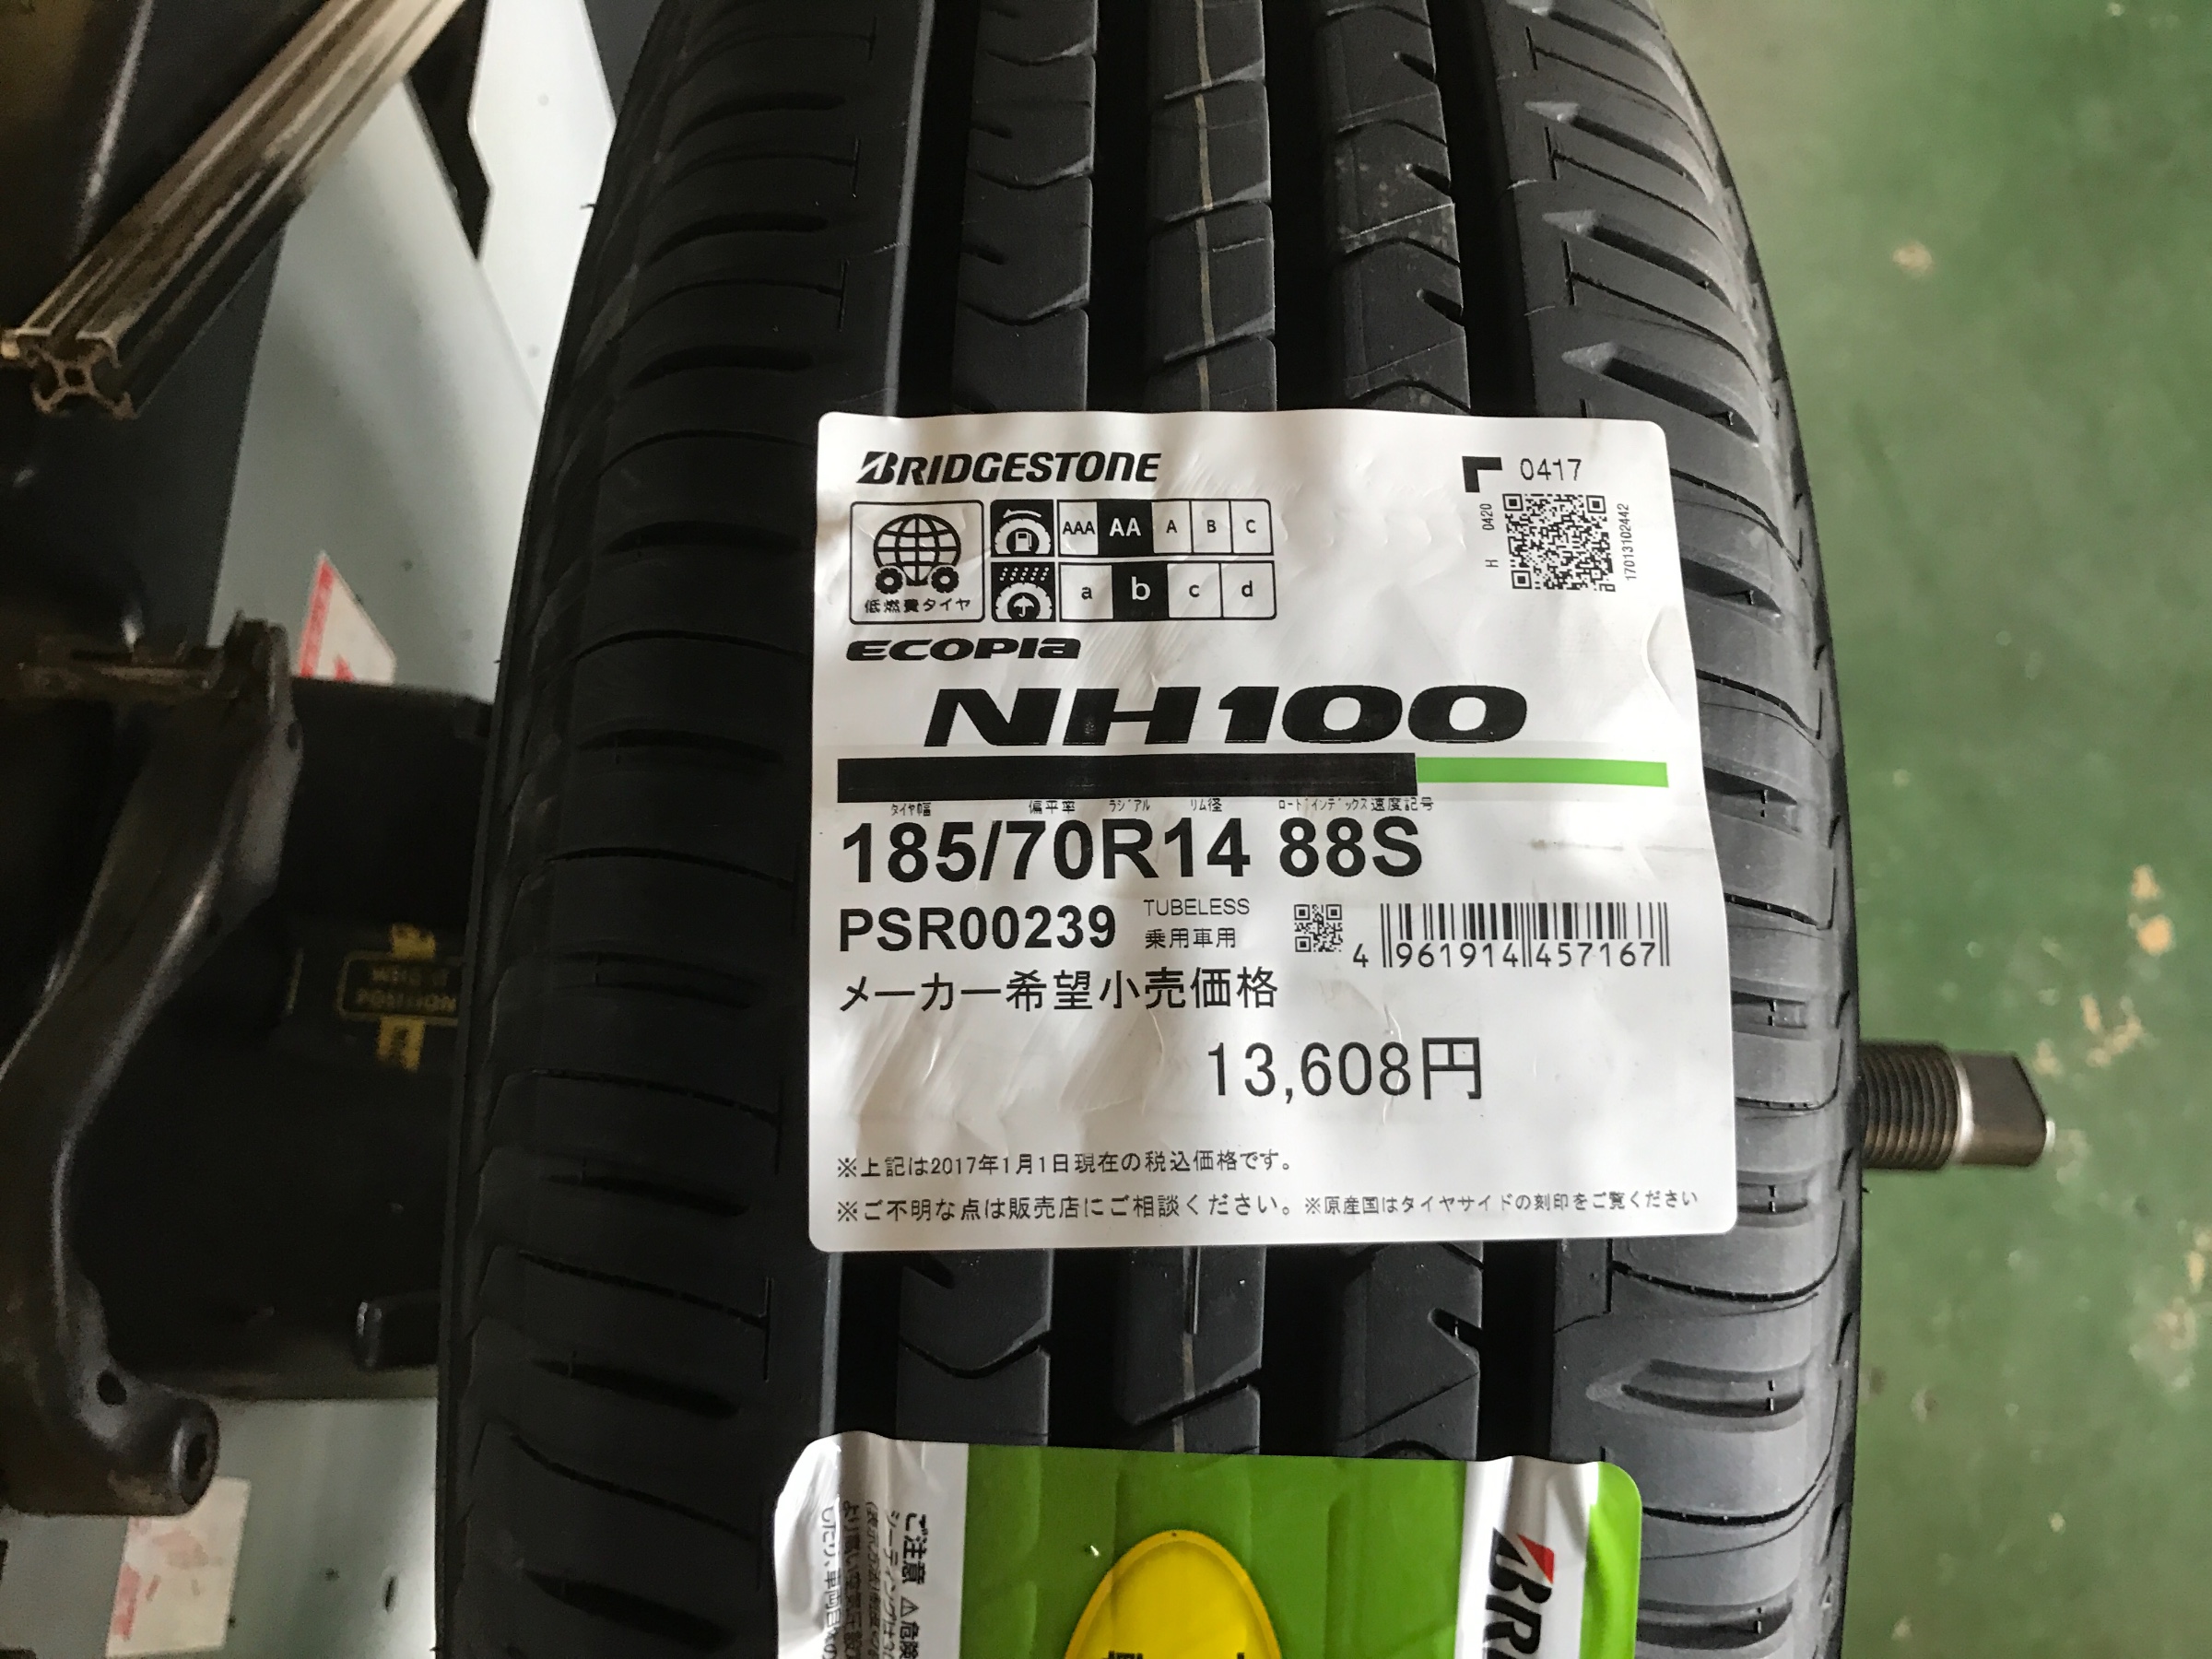 BRIDGESTONE
0417
H 0420
17013102442
AAA AA A B C
a b c d
低燃費タイヤ
ECOPIA
NH100
タイヤ幅 偏平率 ラジアル リム径 ロードインデックス 速度記号
185/70R14 88S
PSR00239 TUBELESS
乗用車用
4 961914 457167
メーカー希望小売価格
13,608円
※上記は2017年1月1日現在の税込価格です。
※ご不明な点は販売店にご相談ください。※原産国はタイヤサイドの刻印をご覧ください
ご注意 ⚠危険
BRI